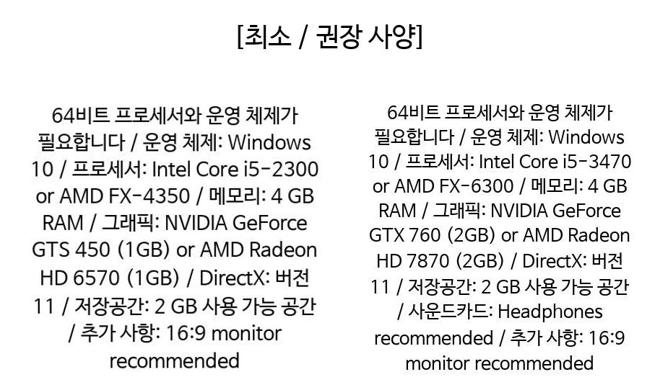 [최소 / 권장 사양]
64비트 프로세서와 운영 체제가
필요합니다 / 운영 체제: Windows
10 / 프로세서: Intel Core i5-2300
or AMD FX-4350 / 메모리: 4 GB
RAM / 그래픽: NVIDIA GeForce
GTS 450 (1GB) or AMD Radeon
HD 6570 (1GB) / DirectX: 버전
11 / 저장공간: 2 GB 사용 가능 공간
/ 추가 사항: 16:9 monitor
recommended
64비트 프로세서와 운영 체제가
필요합니다 / 운영 체제: Windows
10 / 프로세서: Intel Core i5-3470
or AMD FX-6300 / 메모리: 4 GB
RAM / 그래픽: NVIDIA GeForce
GTX 760 (2GB) or AMD Radeon
HD 7870 (2GB) / DirectX: 버전
11 / 저장공간: 2 GB 사용 가능 공간
/ 사운드카드: Headphones
recommended / 추가 사항: 16:9
monitor recommended